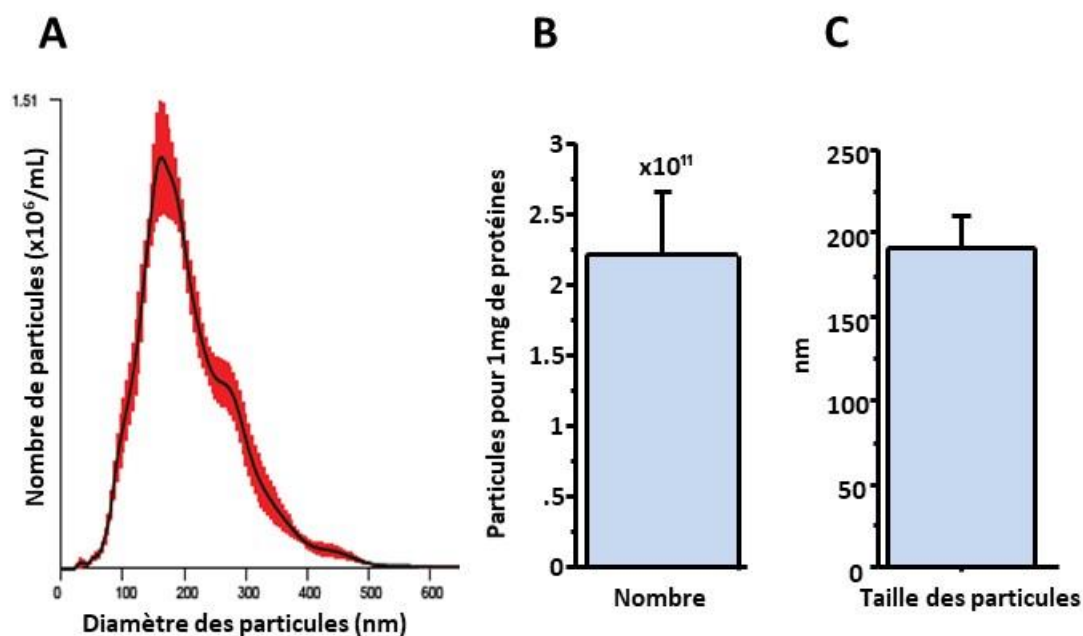 A
B
C
1.51
Nombre de particules (x10⁶/mL)
0
100
200
300
400
500
600
Diamètre des particules (nm)
x10¹¹
3
2.5
2
1.5
1
.5
0
Particules pour 1mg de protéines
Nombre
250
200
150
100
50
0
nm
Taille des particules